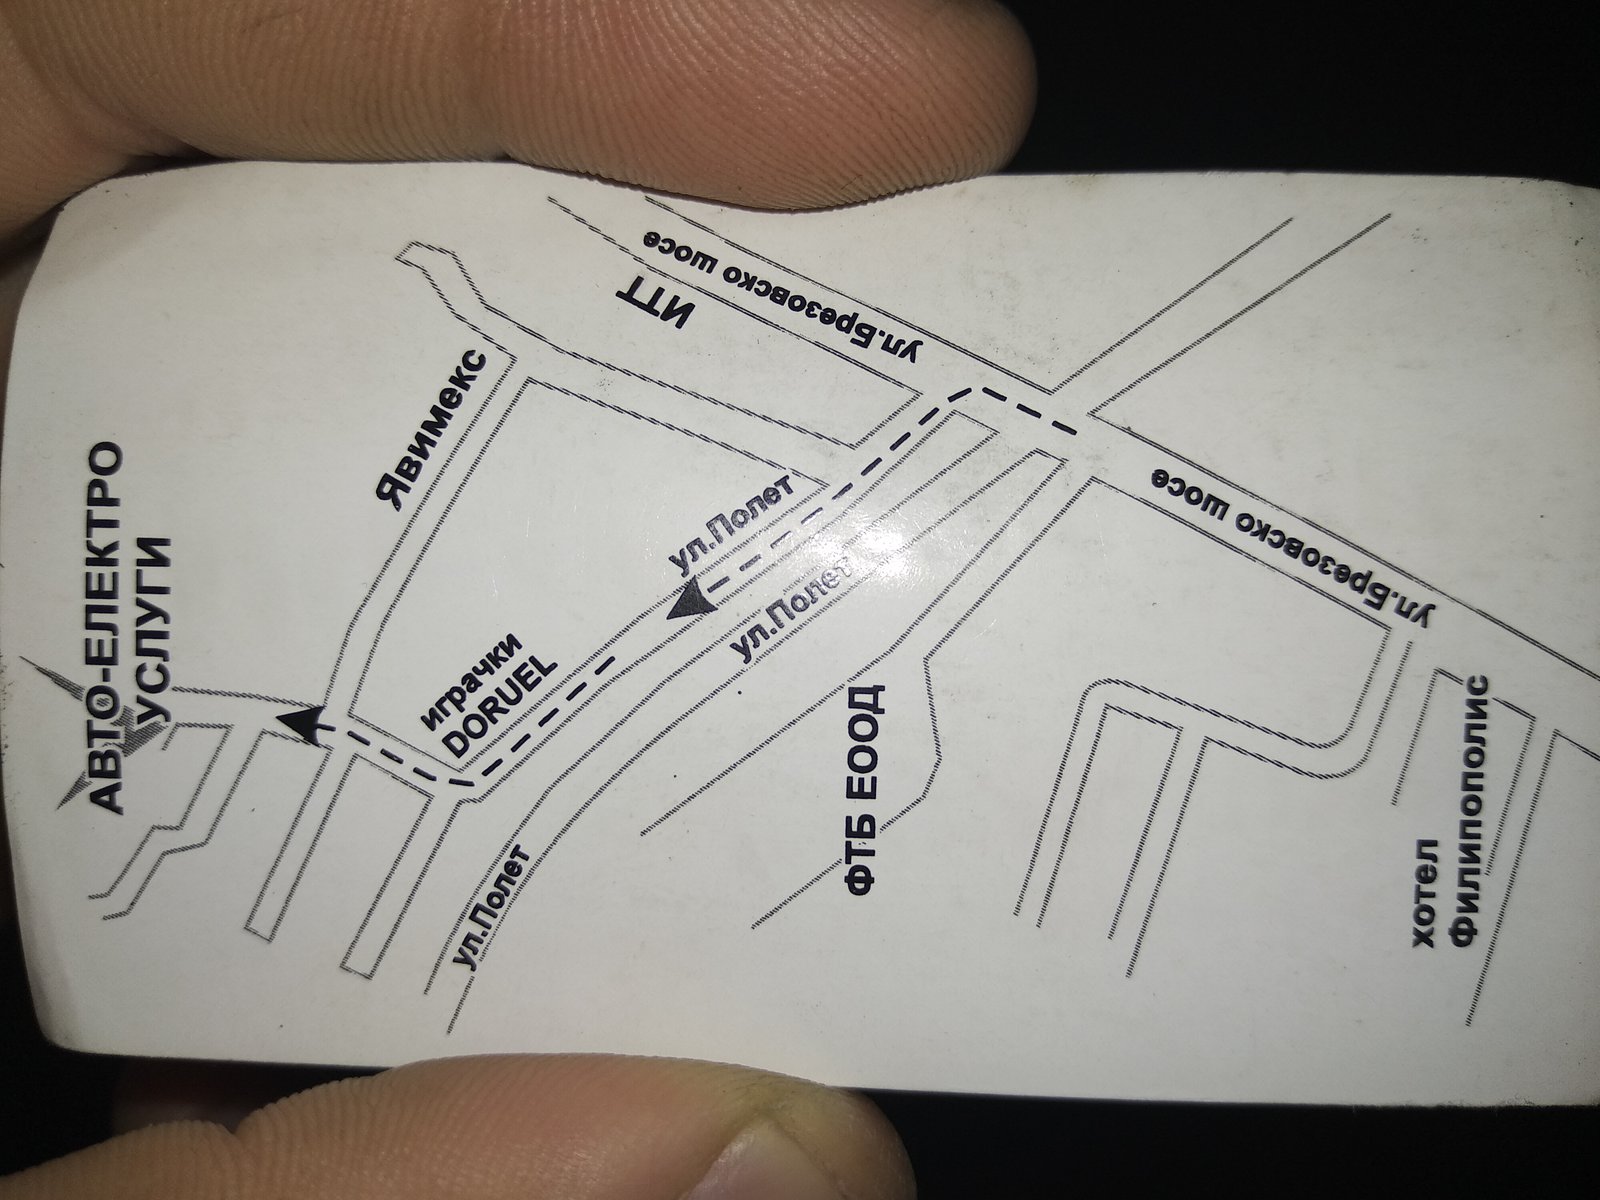 АВТО-ЕЛЕКТРО
УСЛУГИ
Явимекс
ИТТ
ул.Брезовско шосе
ул.Полет
играчки
DORUEL
ул.Полет
ул.Полет
ФТБ ЕООД
ул.Брезовско шосе
хотел
Филипополис